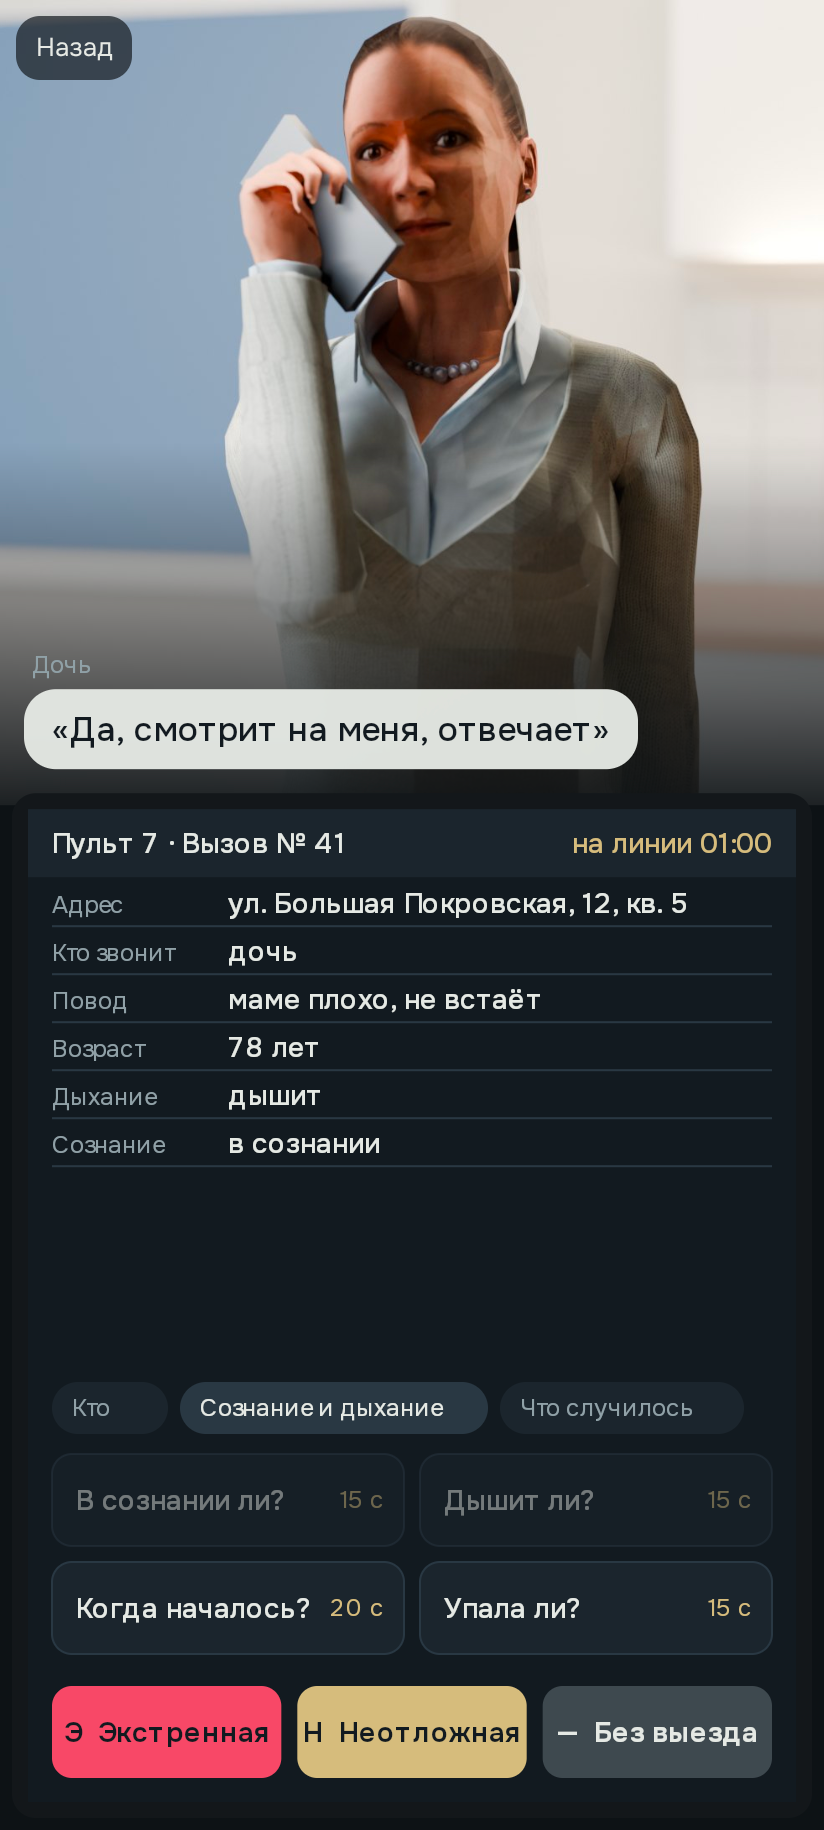 Назад
Дочь
«Да, смотрит на меня, отвечает»
Пульт 7 · Вызов № 41 на линии 01:00
Адрес ул. Большая Покровская, 12, кв. 5
Кто звонит дочь
Повод маме плохо, не встаёт
Возраст 78 лет
Дыхание дышит
Сознание в сознании
Кто Сознание и дыхание Что случилось
В сознании ли? 15 с Дышит ли? 15 с
Когда началось? 20 с Упала ли? 15 с
Э Экстренная Н Неотложная — Без выезда